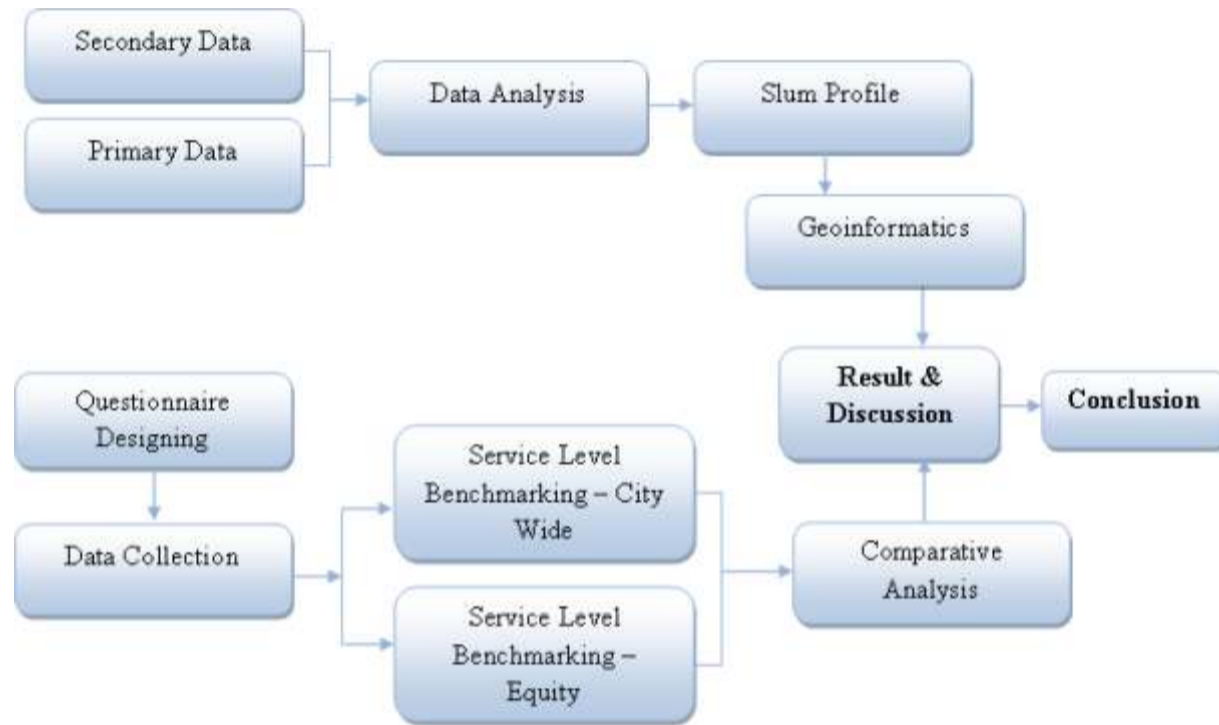 Secondary Data
Primary Data
Data Analysis
Slum Profile
Geoinformatics
Result &
Discussion
Conclusion
Questionnaire
Designing
Data Collection
Service Level
Benchmarking – City
Wide
Service Level
Benchmarking –
Equity
Comparative
Analysis